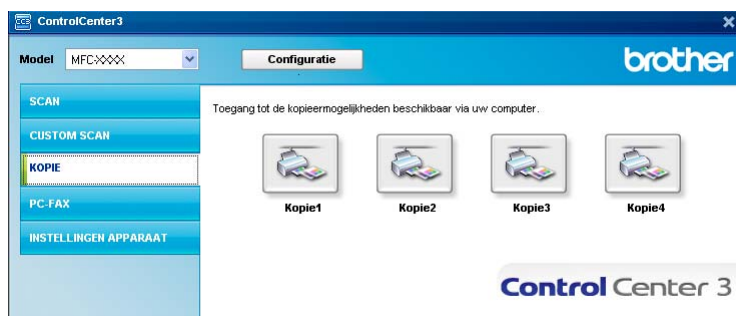 CC3 ControlCenter3
Model MFC-XXXX Configuratie
brother
SCAN
CUSTOM SCAN
KOPIE
PC-FAX
INSTELLINGEN APPARAAT
Toegang tot de kopieermogelijkheden beschikbaar via uw computer.
Kopie1 Kopie2 Kopie3 Kopie4
Control Center 3